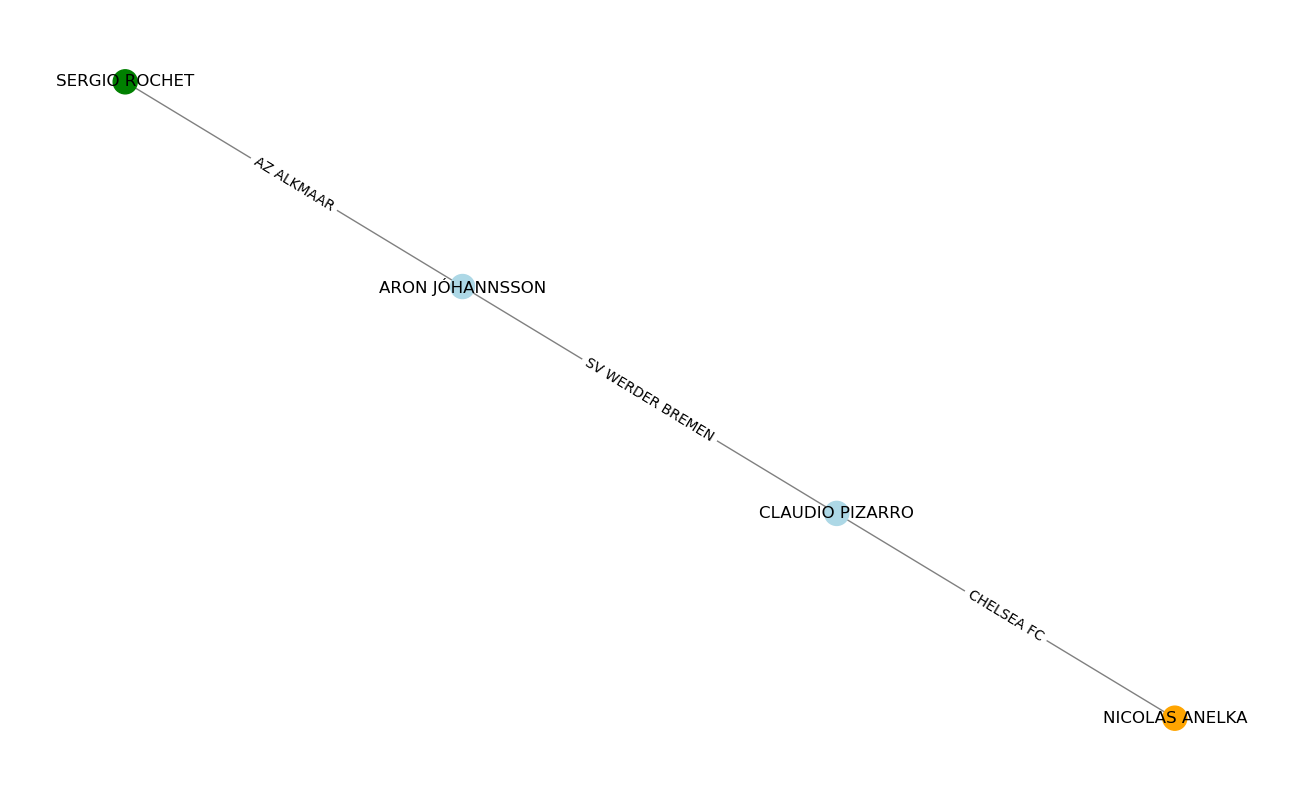 SERGIO ROCHET
AZ ALKMAAR
ARON JÓHANNSSON
SV WERDER BREMEN
CLAUDIO PIZARRO
CHELSEA FC
NICOLAS ANELKA